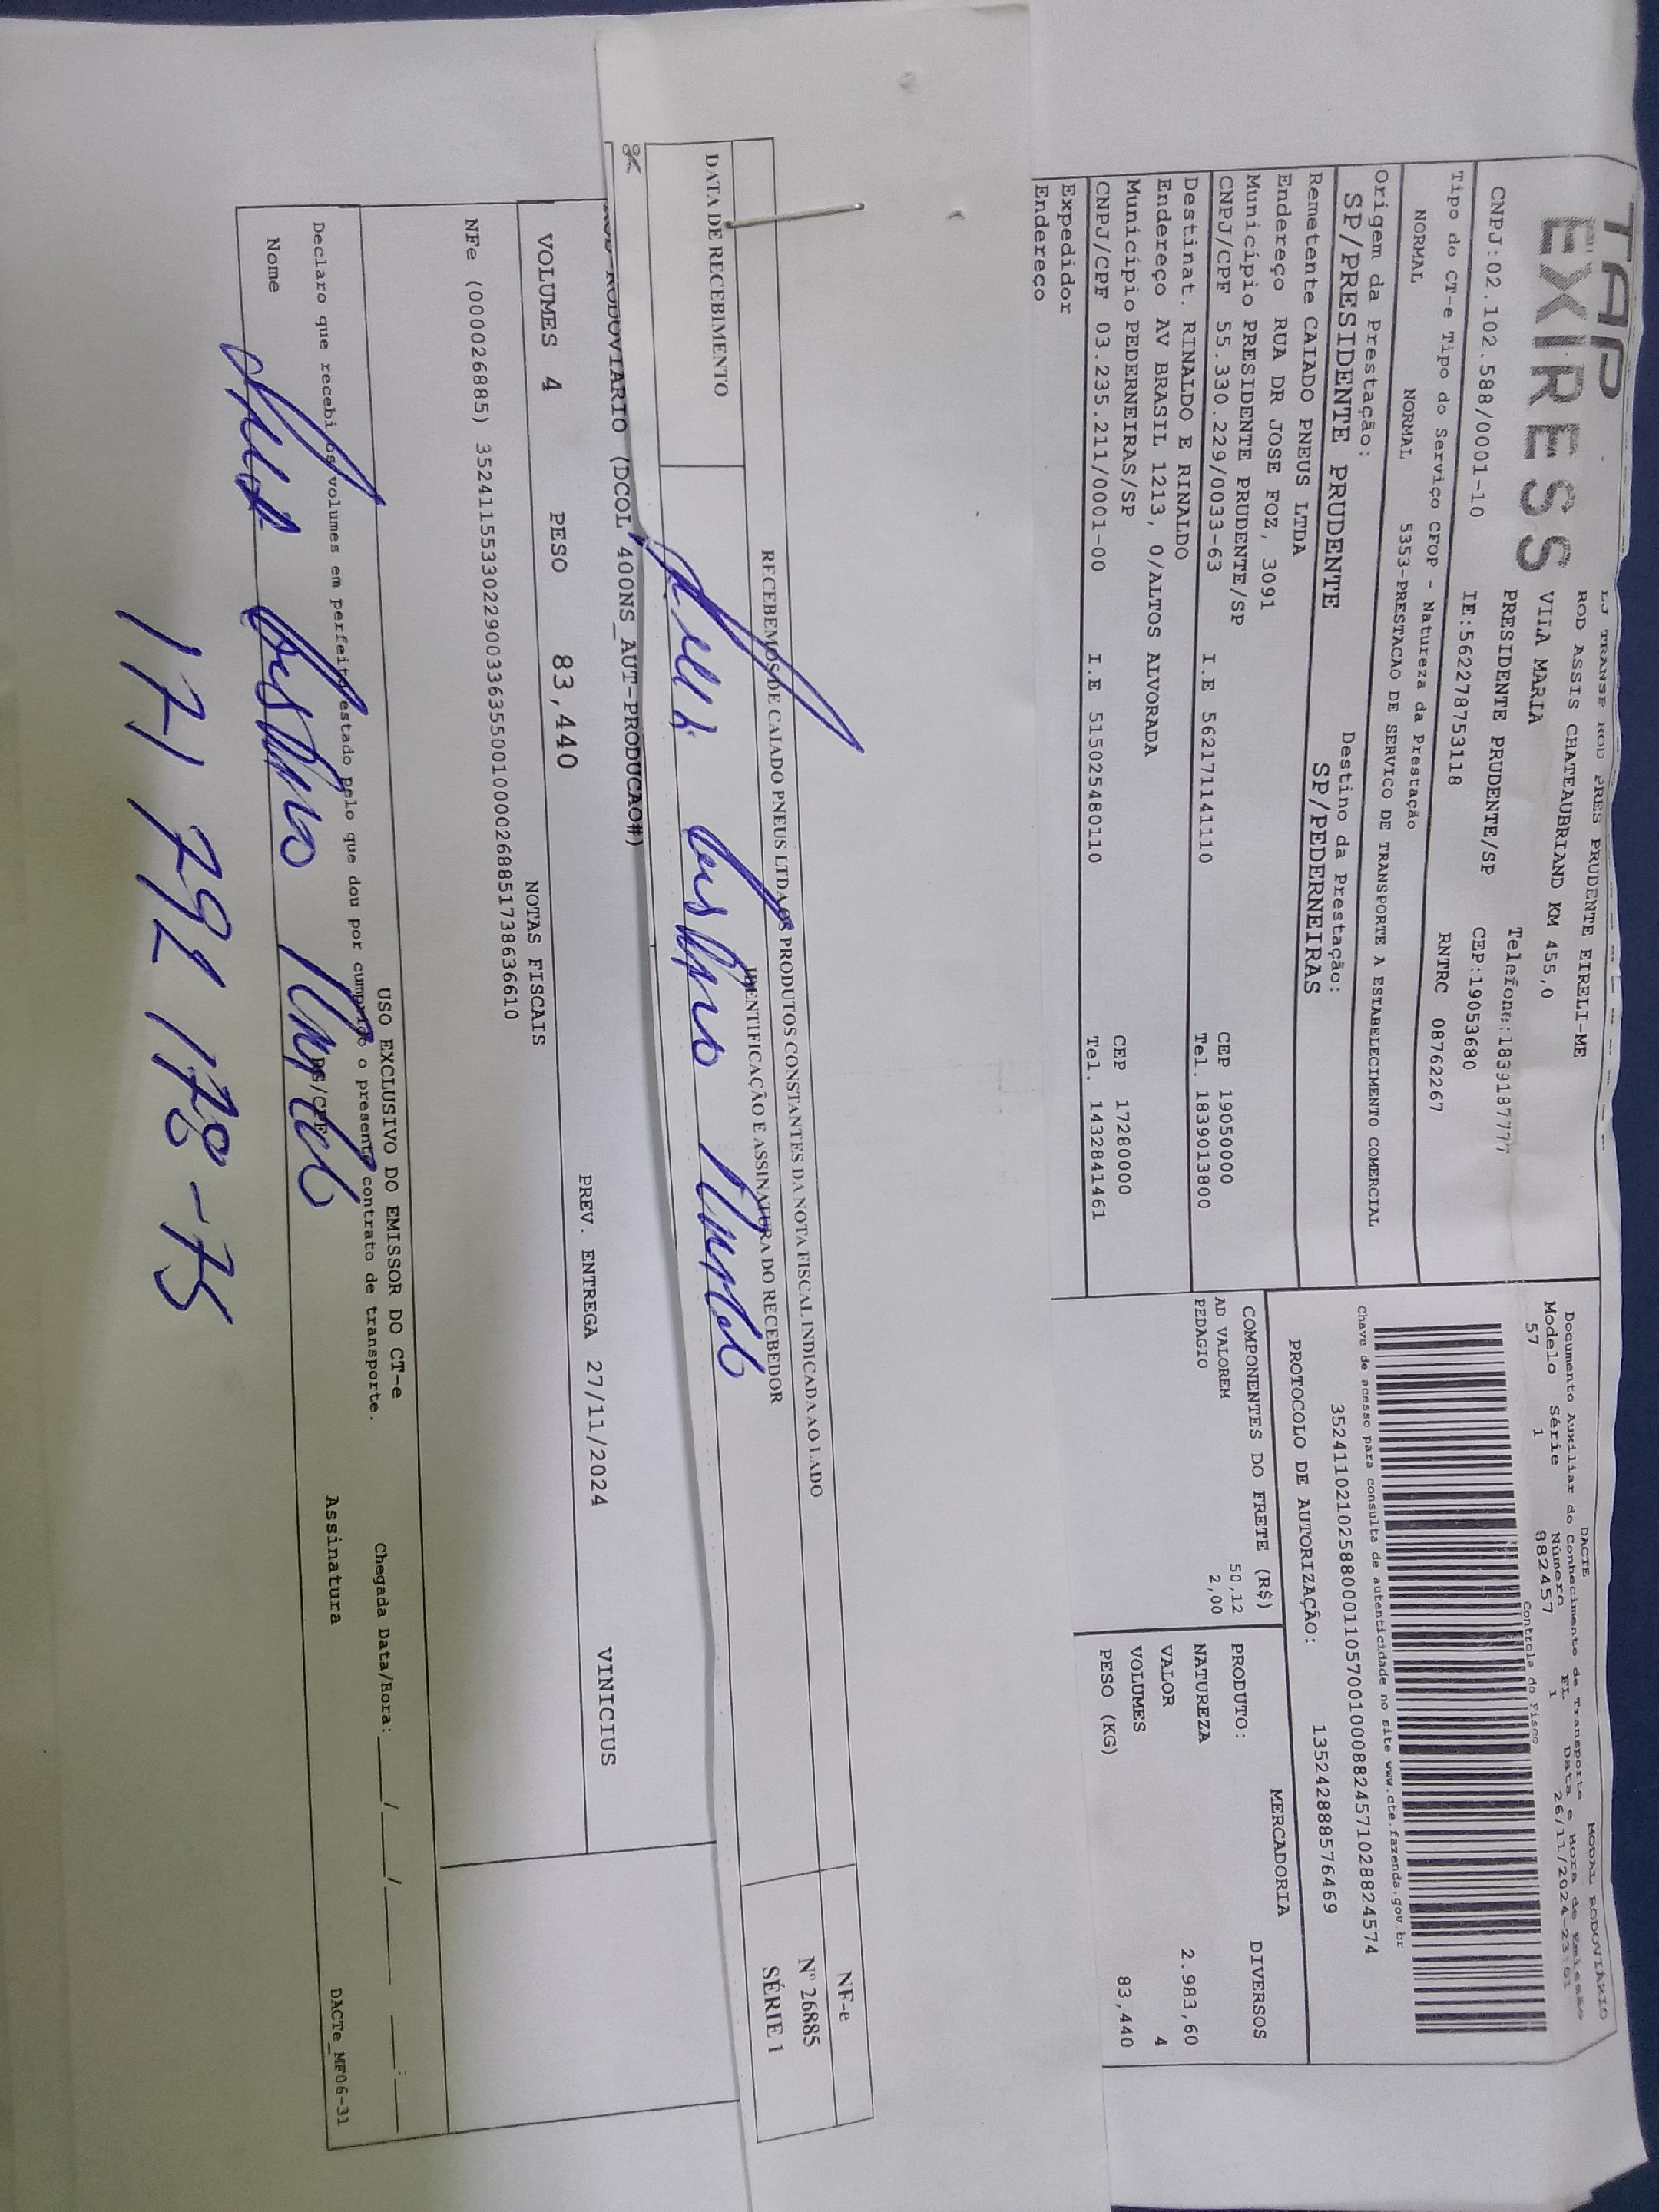 TAP
EXPRESS
LJ TRANSP ROD PRES PRUDENTE EIRELI-ME
ROD ASSIS CHATEAUBRIAND KM 455,0
VILA MARIA
PRESIDENTE PRUDENTE/SP
Telefone:1839187777
CNPJ:02.102.588/0001-10 IE:562278753118 CEP:19053680
Tipo do CT-e Tipo do Serviço CFOP - Natureza da Prestação RNTRC 08762267
NORMAL NORMAL 5353-PRESTACAO DE SERVICO DE TRANSPORTE A ESTABELECIMENTO COMERCIAL
Origem da Prestação: Destino da Prestação:
SP/PRESIDENTE PRUDENTE SP/PEDERNEIRAS
Remetente CAIADO PNEUS LTDA
Endereço RUA DR JOSE FOZ, 3091
Município PRESIDENTE PRUDENTE/SP CEP 19050000
CNPJ/CPF 55.330.229/0033-63 I.E 562171141110 Tel. 1839013800
Destinat. RINALDO E RINALDO
Endereço AV BRASIL 1213, 0/ALTOS ALVORADA
Município PEDERNEIRAS/SP CEP 17280000
CNPJ/CPF 03.235.211/0001-00 I.E 515025480110 Tel. 1432841461
Expedidor
Endereço
DACTE MODAL RODOVIÁRIO
Documento Auxiliar do Conhecimento de Transporte
Modelo Série Número FL Data e Hora de Emissão
57 1 882457 1 26/11/2024-23:01
Controle do Fisco
Chave de acesso para consulta de autenticidade no site www.cte.fazenda.gov.br
35241102102588000110570010008824571028824574
PROTOCOLO DE AUTORIZAÇÃO: 135242888576469
COMPONENTES DO FRETE (R$) MERCADORIA
AD VALOREM 50,12
PEDAGIO 2,00
PRODUTO: DIVERSOS
NATUREZA
VALOR 2.983,60
VOLUMES 4
PESO (KG) 83,440
RECEBEMOS DE CAIADO PNEUS LTDA OS PRODUTOS CONSTANTES DA NOTA FISCAL INDICADA AO LADO
DATA DE RECEBIMENTO IDENTIFICAÇÃO E ASSINATURA DO RECEBEDOR
NF-e
Nº 26885
SÉRIE 1
RODOVIARIO (DCOL 400NS_AUT-PRODUCAO#)
VINICIUS
VOLUMES 4 PESO 83,440 PREV. ENTREGA 27/11/2024
NOTAS FISCAIS
NFe (000026885) 35241155330229003363550010000268851738636610
USO EXCLUSIVO DO EMISSOR DO CT-e
Declaro que recebi os volumes em perfeito estado pelo que dou por cumprido o presente contrato de transporte.
Chegada Data/Hora: ____/____/____ ___:___
Nome RG/CPF Assinatura
171 792 178-75
DACTe_MF06-31